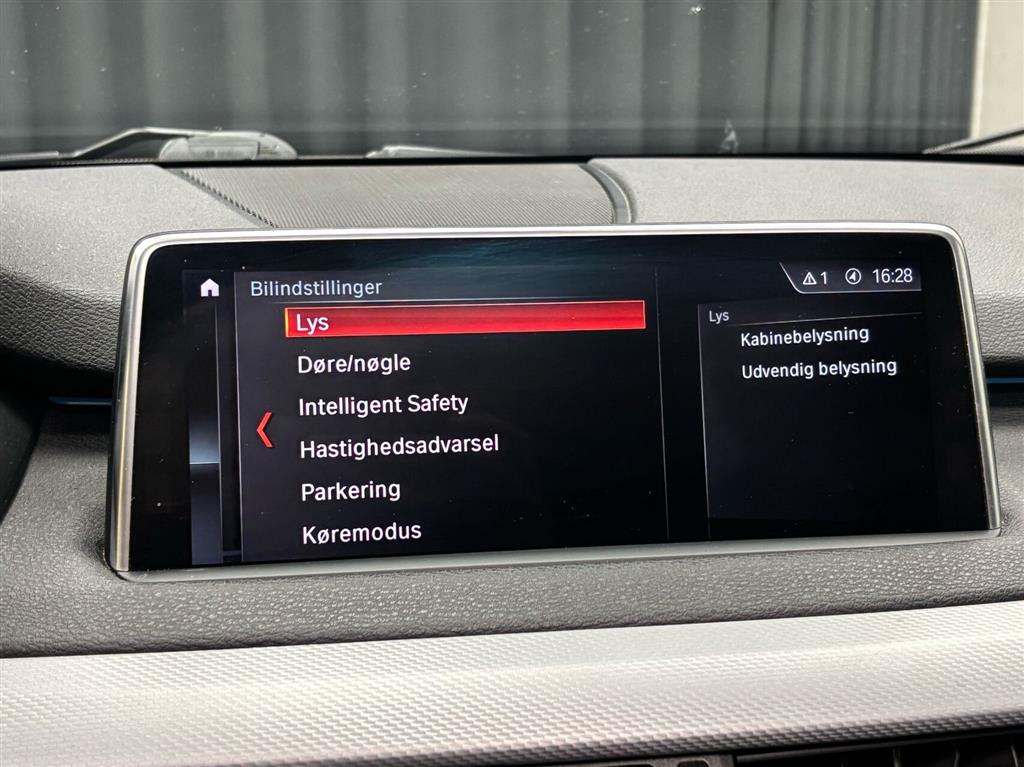 Bilindstillinger
1 16:28
Lys
Døre/nøgle
Intelligent Safety
Hastighedsadvarsel
Parkering
Køremodus
Lys
Kabinebelysning
Udvendig belysning